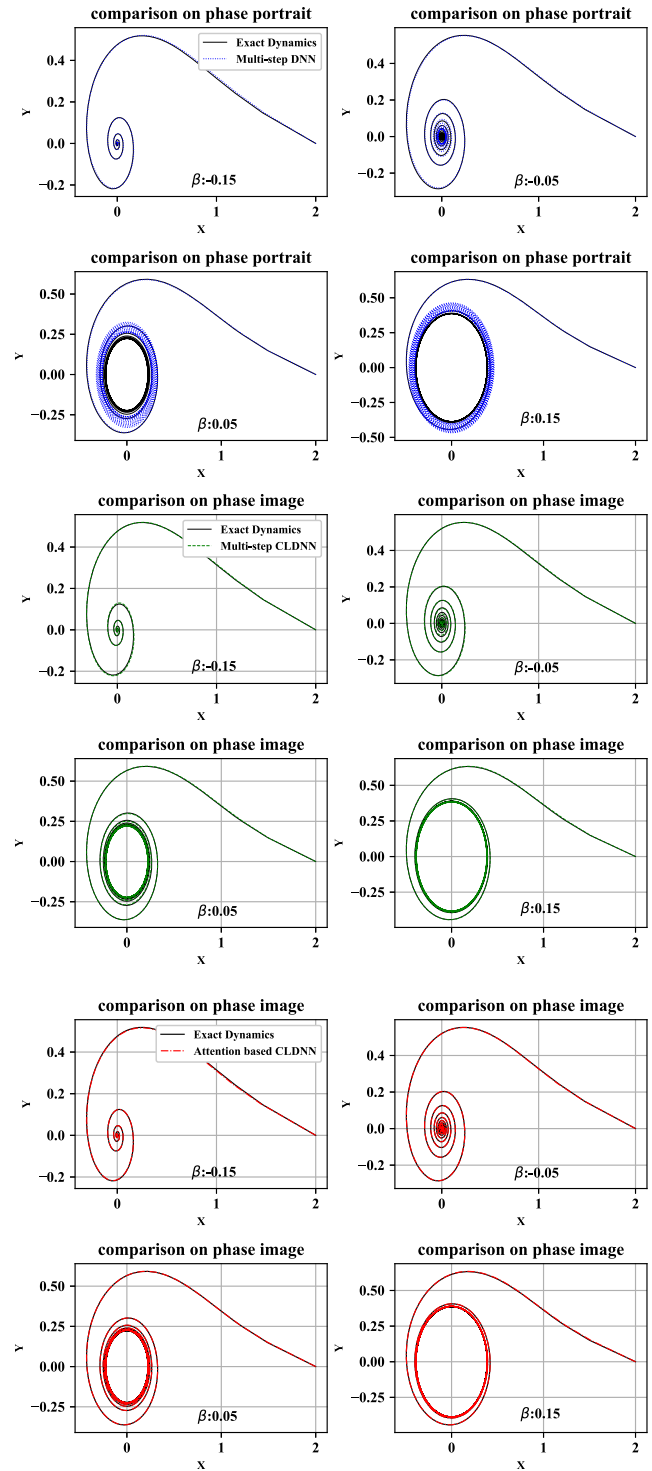 comparison on phase portrait
comparison on phase portrait
Exact Dynamics
Multi-step DNN
Y
0.4
0.2
0.0
−0.2
β:-0.15
0
1
2
X
Y
0.4
0.2
0.0
−0.2
β:-0.05
0
1
2
X
comparison on phase portrait
comparison on phase portrait
Y
0.50
0.25
0.00
−0.25
β:0.05
0
1
2
X
Y
0.50
0.25
0.00
−0.25
−0.50
β:0.15
0
1
2
X
comparison on phase image
comparison on phase image
Exact Dynamics
Multi-step CLDNN
Y
0.4
0.2
0.0
−0.2
β:-0.15
0
1
2
X
Y
0.4
0.2
0.0
−0.2
β:-0.05
0
1
2
X
comparison on phase image
comparison on phase image
Y
0.50
0.25
0.00
−0.25
β:0.05
0
1
2
X
Y
0.50
0.25
0.00
−0.25
β:0.15
0
1
2
X
comparison on phase image
comparison on phase image
Exact Dynamics
Attention based CLDNN
Y
0.4
0.2
0.0
−0.2
β:-0.15
0
1
2
X
Y
0.4
0.2
0.0
−0.2
β:-0.05
0
1
2
X
comparison on phase image
comparison on phase image
Y
0.50
0.25
0.00
−0.25
β:0.05
0
1
2
X
Y
0.50
0.25
0.00
−0.25
β:0.15
0
1
2
X